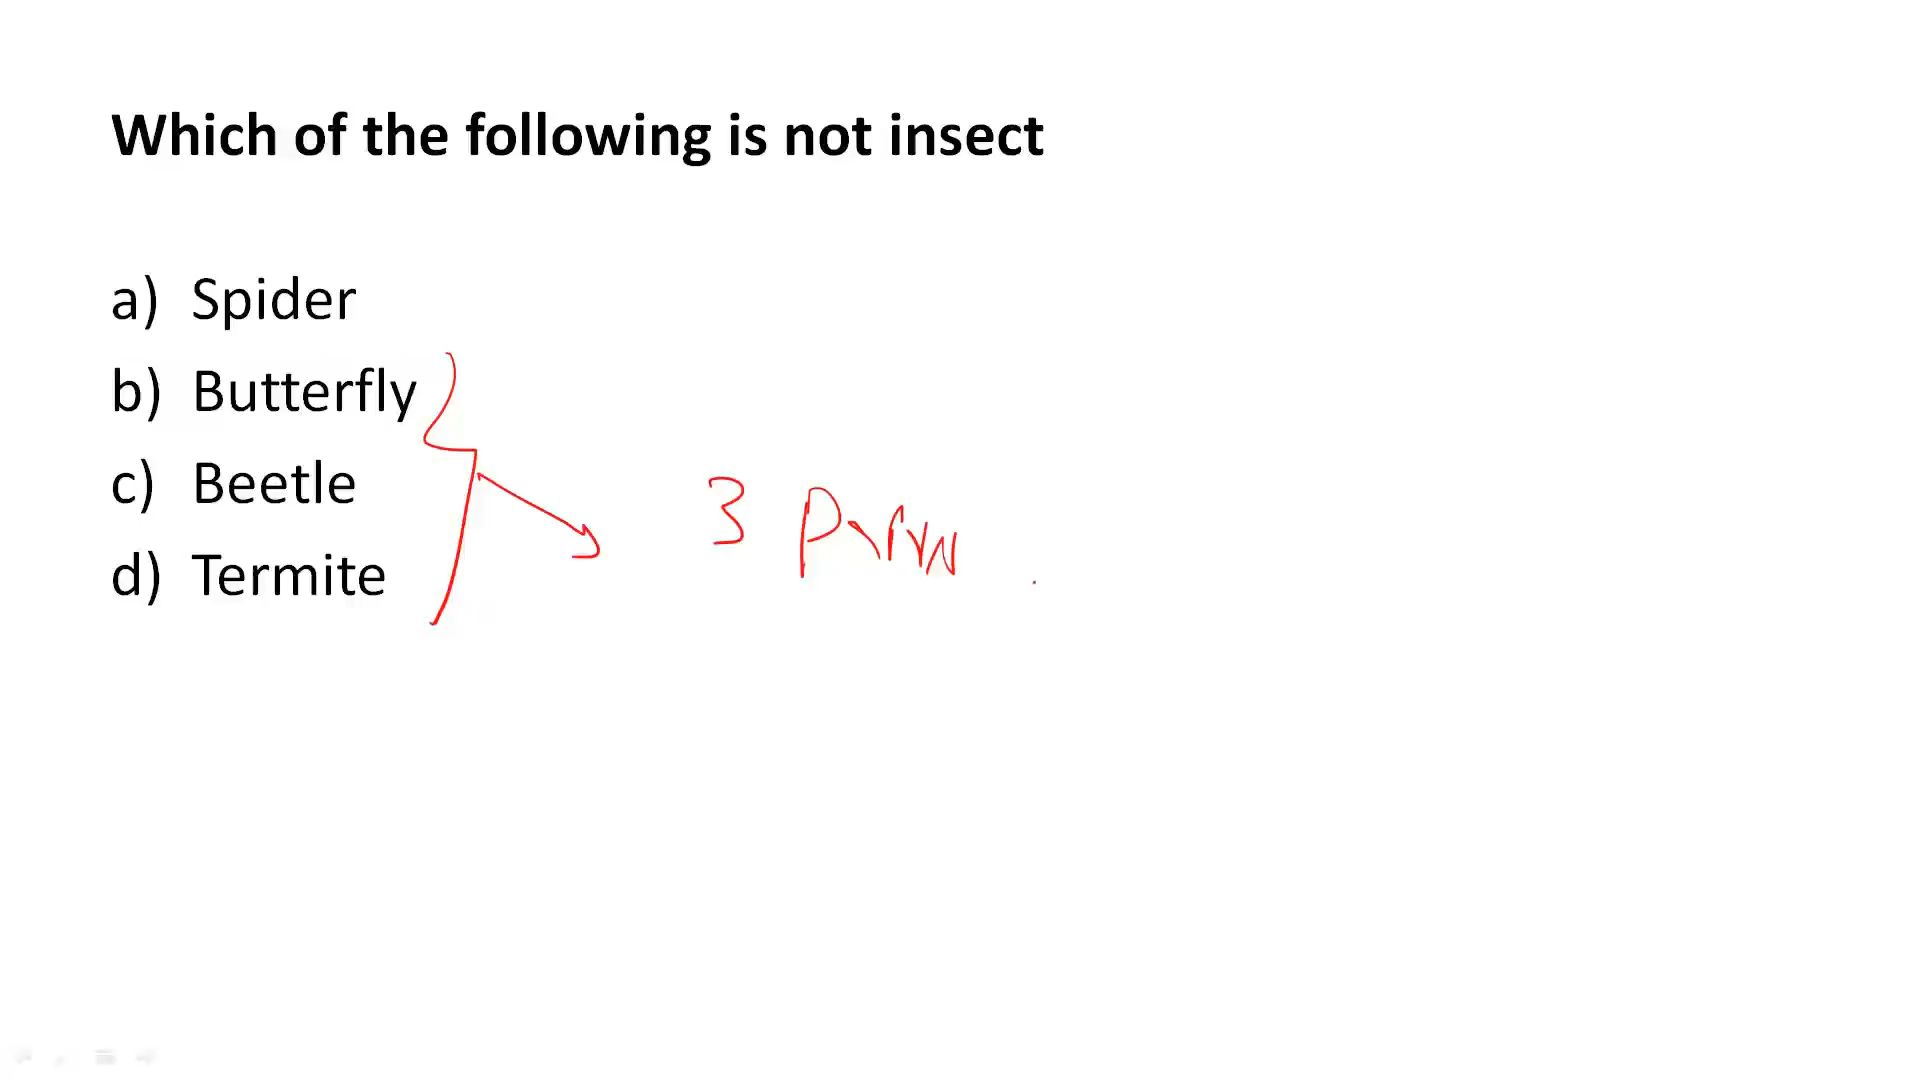 Which of the following is not insect
a) Spider
b) Butterfly
c) Beetle
d) Termite
3